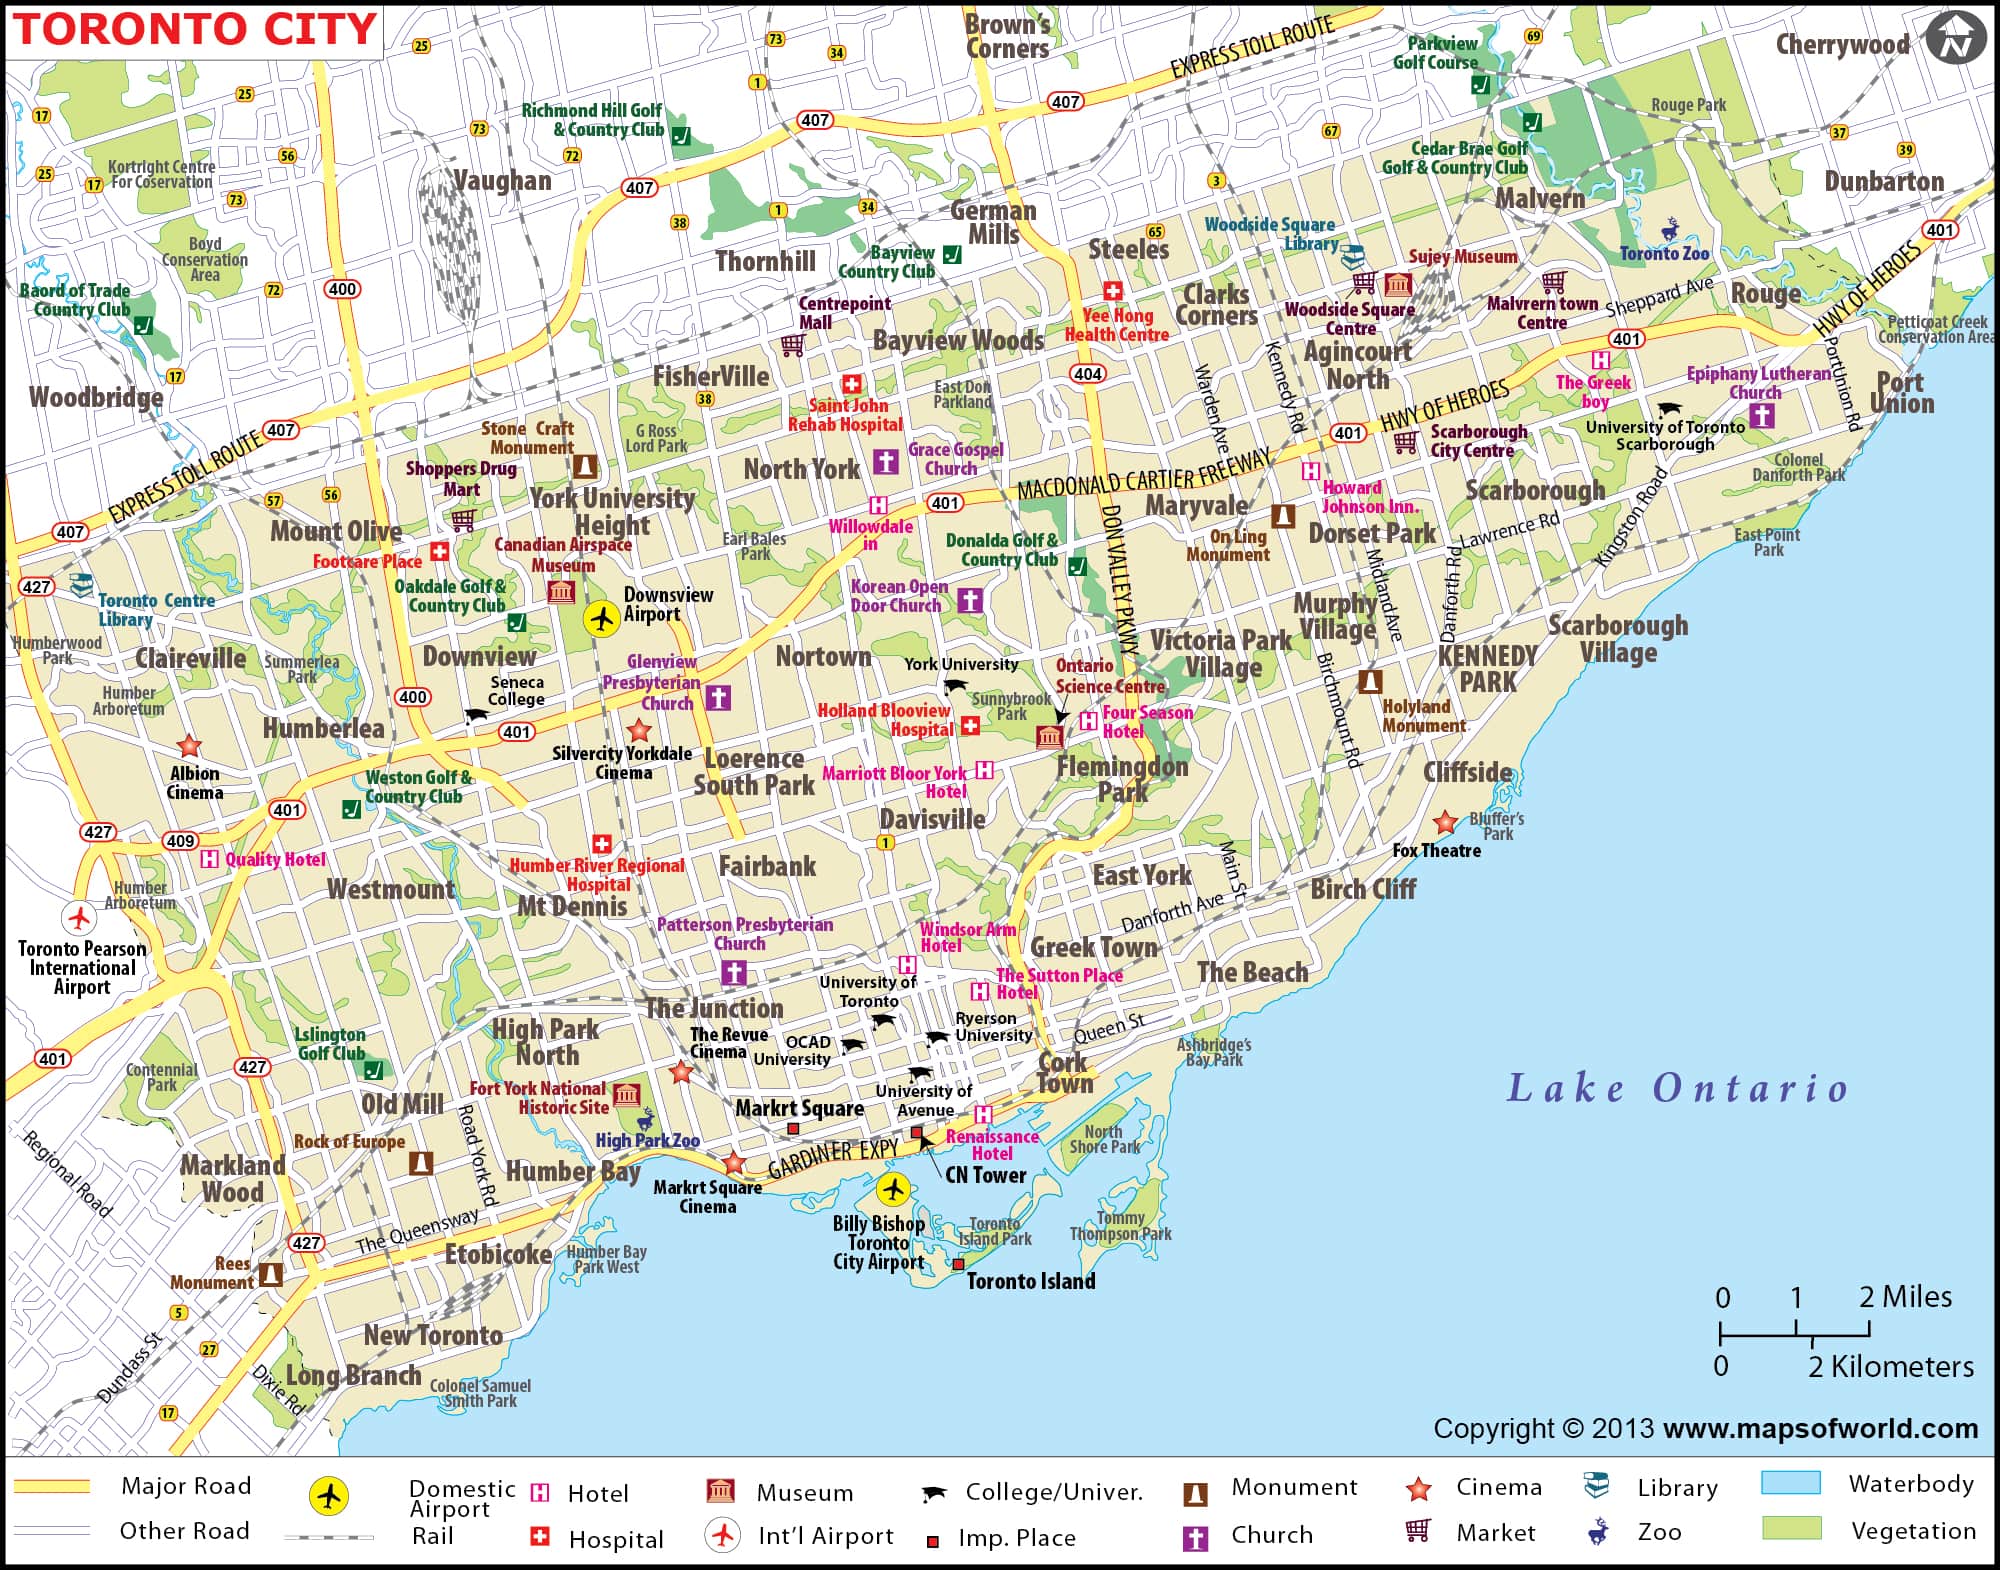 TORONTO CITY
Brown's
Corners
EXPRESS TOLL ROUTE
Parkview
Golf Course
69
Cherrywood
N
25
73
34
1
407
Rouge Park
25
17
Richmond Hill Golf
& Country Club
407
73
72
67
37
39
Cedar Brae Golf
Golf & Country Club
Kortright Centre
For Coservation
56
25
17
73
Vaughan
407
3
Malvern
Dunbarton
38
1
34
German
Mills
65
Steeles
Woodside Square
Library
Sujey Museum
Toronto Zoo
401
Boyd
Conservation
Area
Thornhill
Bayview
Country Club
HWY OF HEROES
Baord of Trade
Country Club
72
400
Centrepoint
Mall
Yee Hong
Health Centre
Clarks
Corners
Woodside Square
Centre
Malvrern town
Centre
Sheppard Ave
Rouge
Petticoat Creek
Conservation Area
Bayview Woods
401
Agincourt
North
Kennedy Rd
Warden Ave
PortUnion Rd
17
Woodbridge
FisherVille
38
404
Saint John
Rehab Hospital
East Don
Parkland
HWY OF HEROES
The Greek
boy
Epiphany Lutheran
Church
Port
Union
407
EXPRESS TOLL ROUTE
Stone Craft
Monument
G Ross
Lord Park
401
Scarborough
City Centre
University of Toronto
Scarborough
Shoppers Drug
Mart
North York
Grace Gospel
Church
MACDONALD CARTIER FREEWAY
Colonel
Danforth Park
57
56
York University
Height
401
Howard
Johnson Inn.
Scarborough
407
Mount Olive
Willowdale
in
Maryvale
Dorset Park
Lawrence Rd
Kingston Road
East Point
Park
Footcare Place
Canadian Airspace
Museum
Earl Bales
Park
Donalda Golf &
Country Club
DON VALLEY PKWY
On Ling
Monument
Midland Ave
Danforth Rd
427
Toronto Centre
Library
Oakdale Golf &
Country Club
Downsview
Airport
Korean Open
Door Church
Murphy
Village
Scarborough
Village
Humberwood
Park
Claireville
Summerlea
Park
Downview
Glenview
Presbyterian
Church
Nortown
York University
Ontario
Science Centre
Victoria Park
Village
Birchmount Rd
KENNEDY
PARK
Humber
Arboretum
400
Seneca
College
Sunnybrook
Park
Holyland
Monument
Humberlea
401
Holland Blooview
Hospital
Four Season
Hotel
Albion
Cinema
Silvercity Yorkdale
Cinema
Loerence
South Park
Marriott Bloor York
Hotel
Flemingdon
Park
Cliffside
Weston Golf &
Country Club
401
Davisville
Bluffer's
Park
427
409
1
Fox Theatre
Quality Hotel
Humber River Regional
Hospital
Fairbank
Main St
East York
Birch Cliff
Humber
Arboretum
Westmount
Mt Dennis
Danforth Ave
Toronto Pearson
International
Airport
Patterson Presbyterian
Church
Windsor Arm
Hotel
Greek Town
The Beach
University of
Toronto
The Sutton Place
Hotel
The Junction
Lslington
Golf Club
High Park
North
The Revue
Cinema
OCAD
University
Ryerson
University
Queen St
Ashbridge's
Bay Park
401
427
Centennial
Park
Cork
Town
Lake Ontario
Old Mill
Fort York National
Historic Site
University of
Avenue
Markrt Square
Road York Rd
Regional Road
Rock of Europe
High Park Zoo
GARDINER EXPY
Renaissance
Hotel
North
Shore Park
Markland
Wood
Humber Bay
Markrt Square
Cinema
CN Tower
427
The Queensway
Billy Bishop
Toronto
City Airport
Toronto
Island Park
Tommy
Thompson Park
Etobicoke
Humber Bay
Park West
Rees
Monument
Toronto Island
5
27
Dundass St
New Toronto
Long Branch
Dixie Rd
Colonel Samuel
Smith Park
17
0 1 2 Miles
0 2 Kilometers
Copyright © 2013 www.mapsofworld.com
Major Road
Other Road
Domestic
Airport
Rail
Hotel
Hospital
Museum
Int'l Airport
College/Univer.
Imp. Place
Monument
Church
Cinema
Market
Library
Zoo
Waterbody
Vegetation